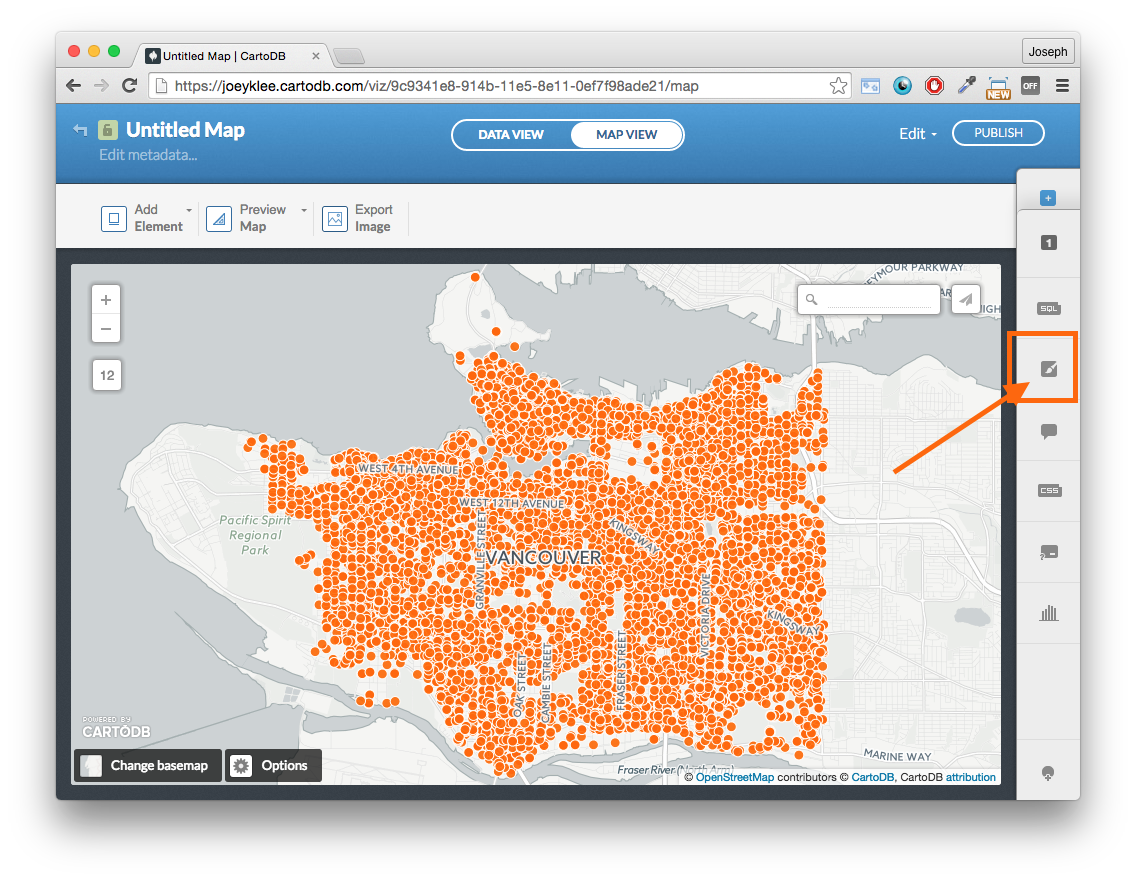 Untitled Map | CartoDB
Joseph
https://joeyklee.cartodb.com/viz/9c9341e8-914b-11e5-8e11-0ef7f98ade21/map
NEW
OFF
Untitled Map
Edit metadata...
DATA VIEW
MAP VIEW
Edit
PUBLISH
Add
Element
Preview
Map
Export
Image
+
1
SQL
CSS
?
+
−
12
EYMOUR PARKWAY
HIGH
WEST 4TH AVENUE
WEST 12TH AVENUE
Pacific Spirit
Regional
Park
KINGSWAY
VANCOUVER
GRANVILLE STREET
VICTORIA DRIVE
KINGSWAY
OAK STREET
CAMBIE STREET
FRASER STREET
POWERED BY
CARTODB
MARINE WAY
Fraser River (North Arm)
Change basemap
Options
© OpenStreetMap contributors © CartoDB, CartoDB attribution